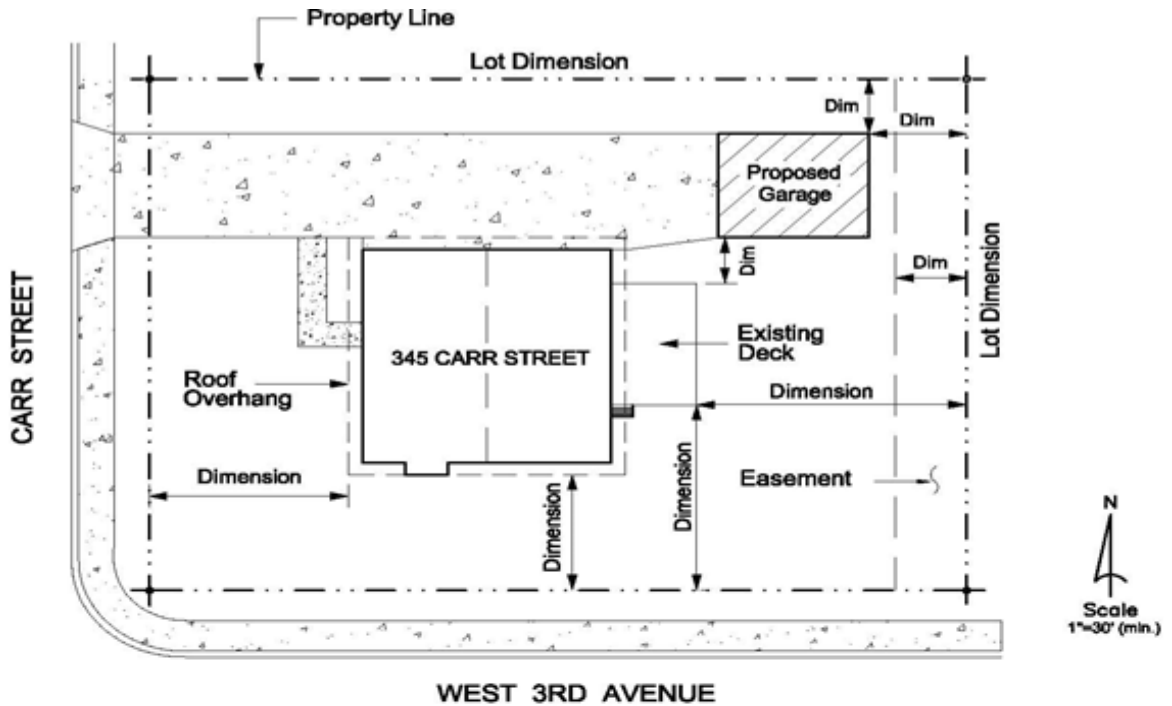 Property Line
Lot Dimension
Dim
Dim
Proposed
Garage
Dim
Dim
Lot Dimension
CARR STREET
345 CARR STREET
Existing
Deck
Roof
Overhang
Dimension
Dimension
Dimension
Dimension
Easement
N
Scale
1"=30' (min.)
WEST 3RD AVENUE